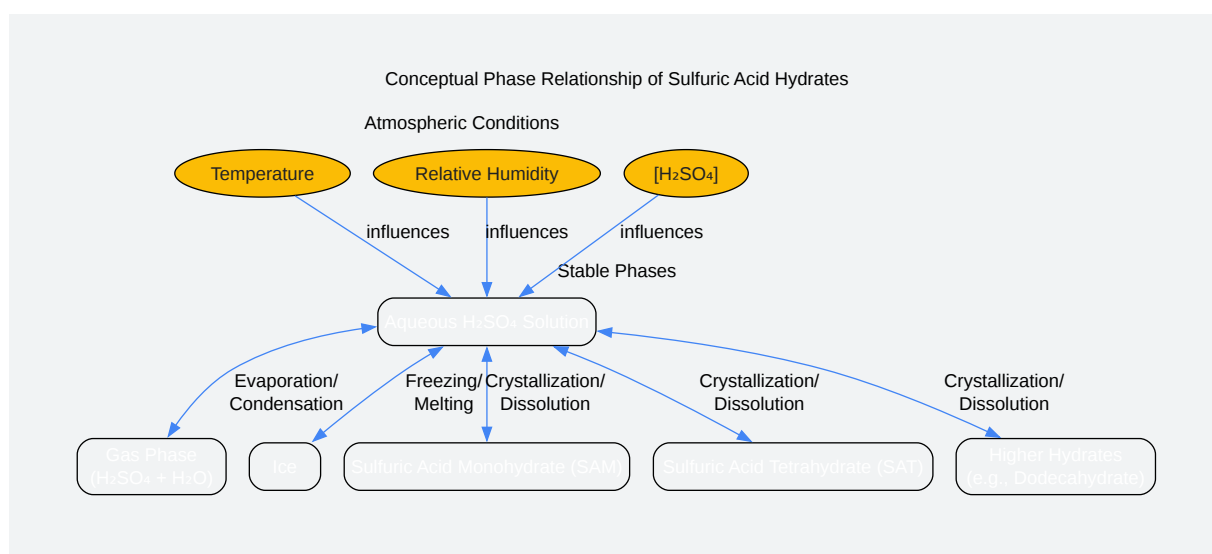 Conceptual Phase Relationship of Sulfuric Acid Hydrates
Atmospheric Conditions
Temperature
Relative Humidity
[H₂SO₄]
influences
influences
influences
Stable Phases
Aqueous H₂SO₄ Solution
Evaporation/
Condensation
Freezing/
Melting
Crystallization/
Dissolution
Crystallization/
Dissolution
Crystallization/
Dissolution
Gas Phase
(H₂SO₄ + H₂O)
Ice
Sulfuric Acid Monohydrate (SAM)
Sulfuric Acid Tetrahydrate (SAT)
Higher Hydrates
(e.g., Dodecahydrate)